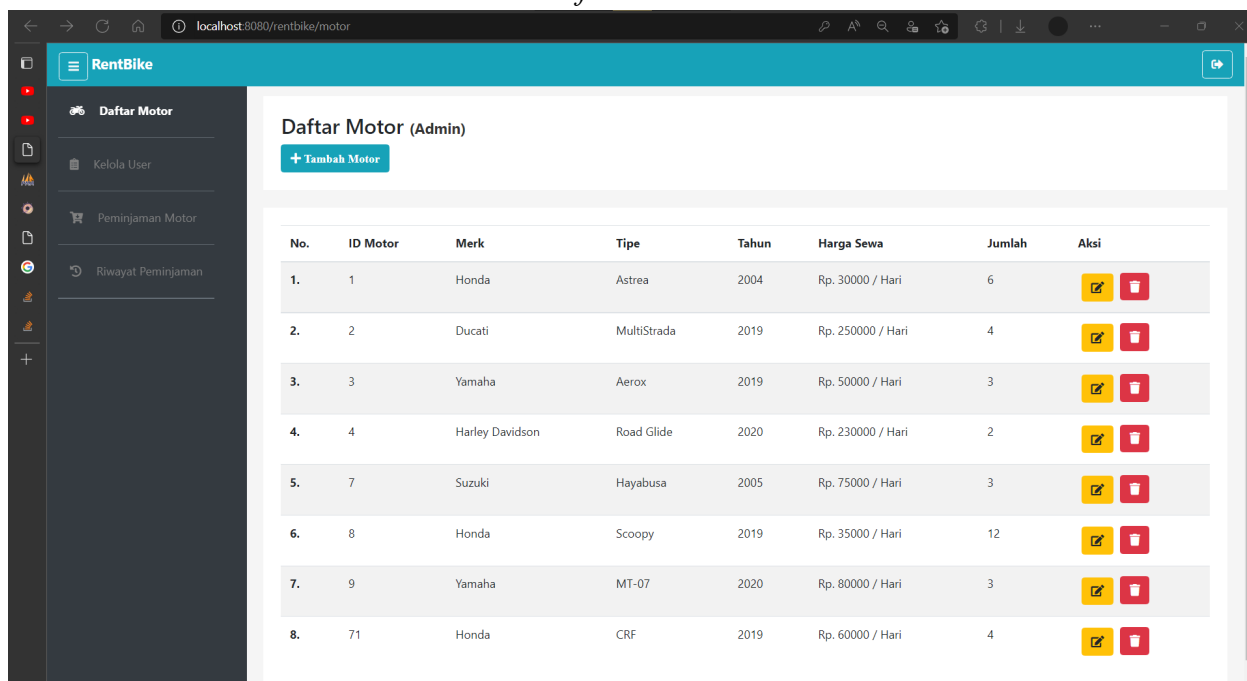 localhost:8080/rentbike/motor
RentBike
Daftar Motor
Kelola User
Peminjaman Motor
Riwayat Peminjaman
Daftar Motor (Admin)
+ Tambah Motor
No. ID Motor Merk Tipe Tahun Harga Sewa Jumlah Aksi
1. 1 Honda Astrea 2004 Rp. 30000 / Hari 6
2. 2 Ducati MultiStrada 2019 Rp. 250000 / Hari 4
3. 3 Yamaha Aerox 2019 Rp. 50000 / Hari 3
4. 4 Harley Davidson Road Glide 2020 Rp. 230000 / Hari 2
5. 7 Suzuki Hayabusa 2005 Rp. 75000 / Hari 3
6. 8 Honda Scoopy 2019 Rp. 35000 / Hari 12
7. 9 Yamaha MT-07 2020 Rp. 80000 / Hari 3
8. 71 Honda CRF 2019 Rp. 60000 / Hari 4